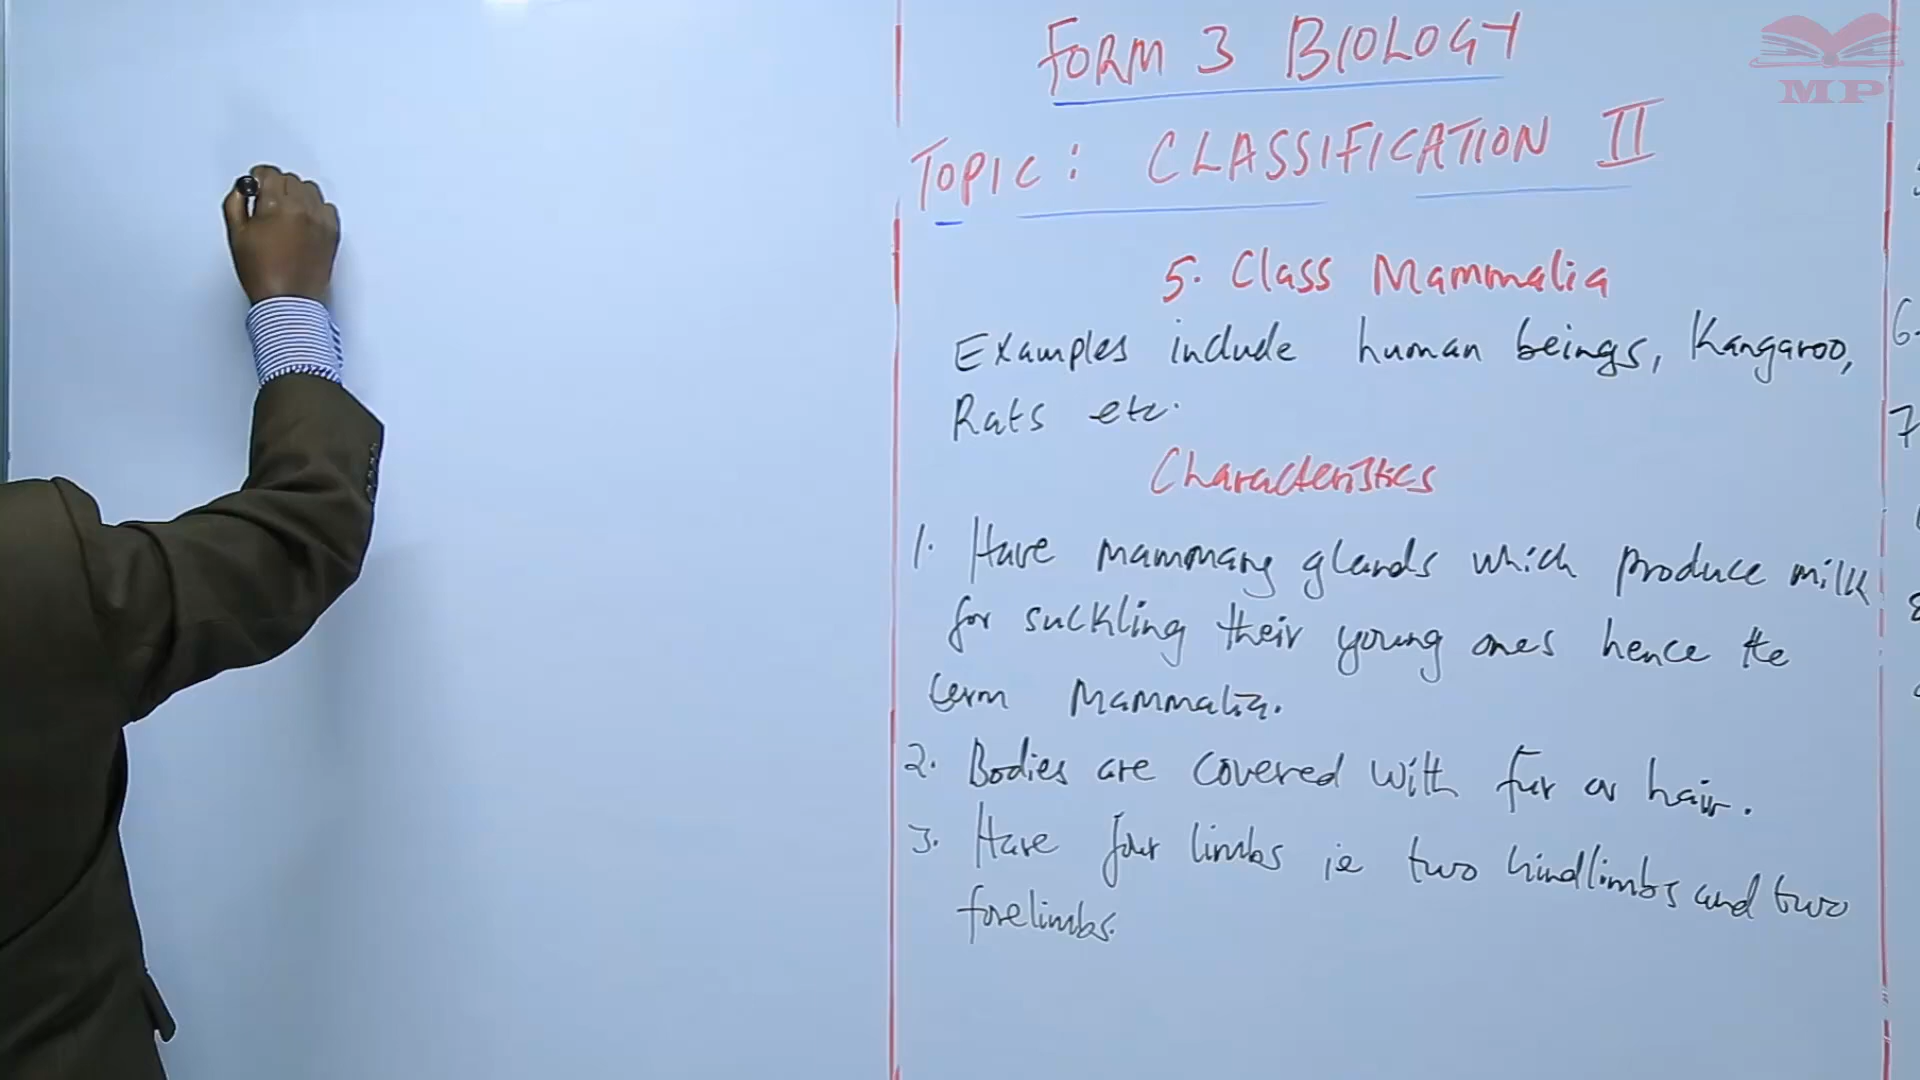 FORM 3 BIOLOGY
TOPIC: CLASSIFICATION II
5. Class Mammalia
Examples include human beings, Kangaroo,
Rats etc.
Characteristics
1. Have mammary glands which produce milk
for suckling their young ones hence the
term Mammalia.
2. Bodies are covered with fur or hair.
3. Have four limbs ie two hindlimbs and two
forelimbs.
MP
6.
7